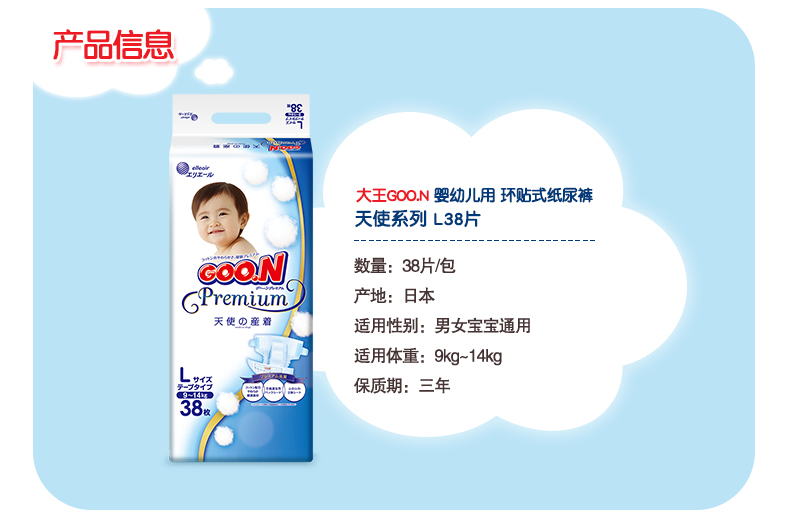 产品信息
38枚
L
elleair
エリエール
GOO.N
Premium
天使の産着
L サイズ
テープタイプ
9~14kg
38枚
大王GOO.N 婴幼儿用 环贴式纸尿裤
天使系列 L38片
数量：38片/包
产地：日本
适用性别：男女宝宝通用
适用体重：9kg~14kg
保质期：三年